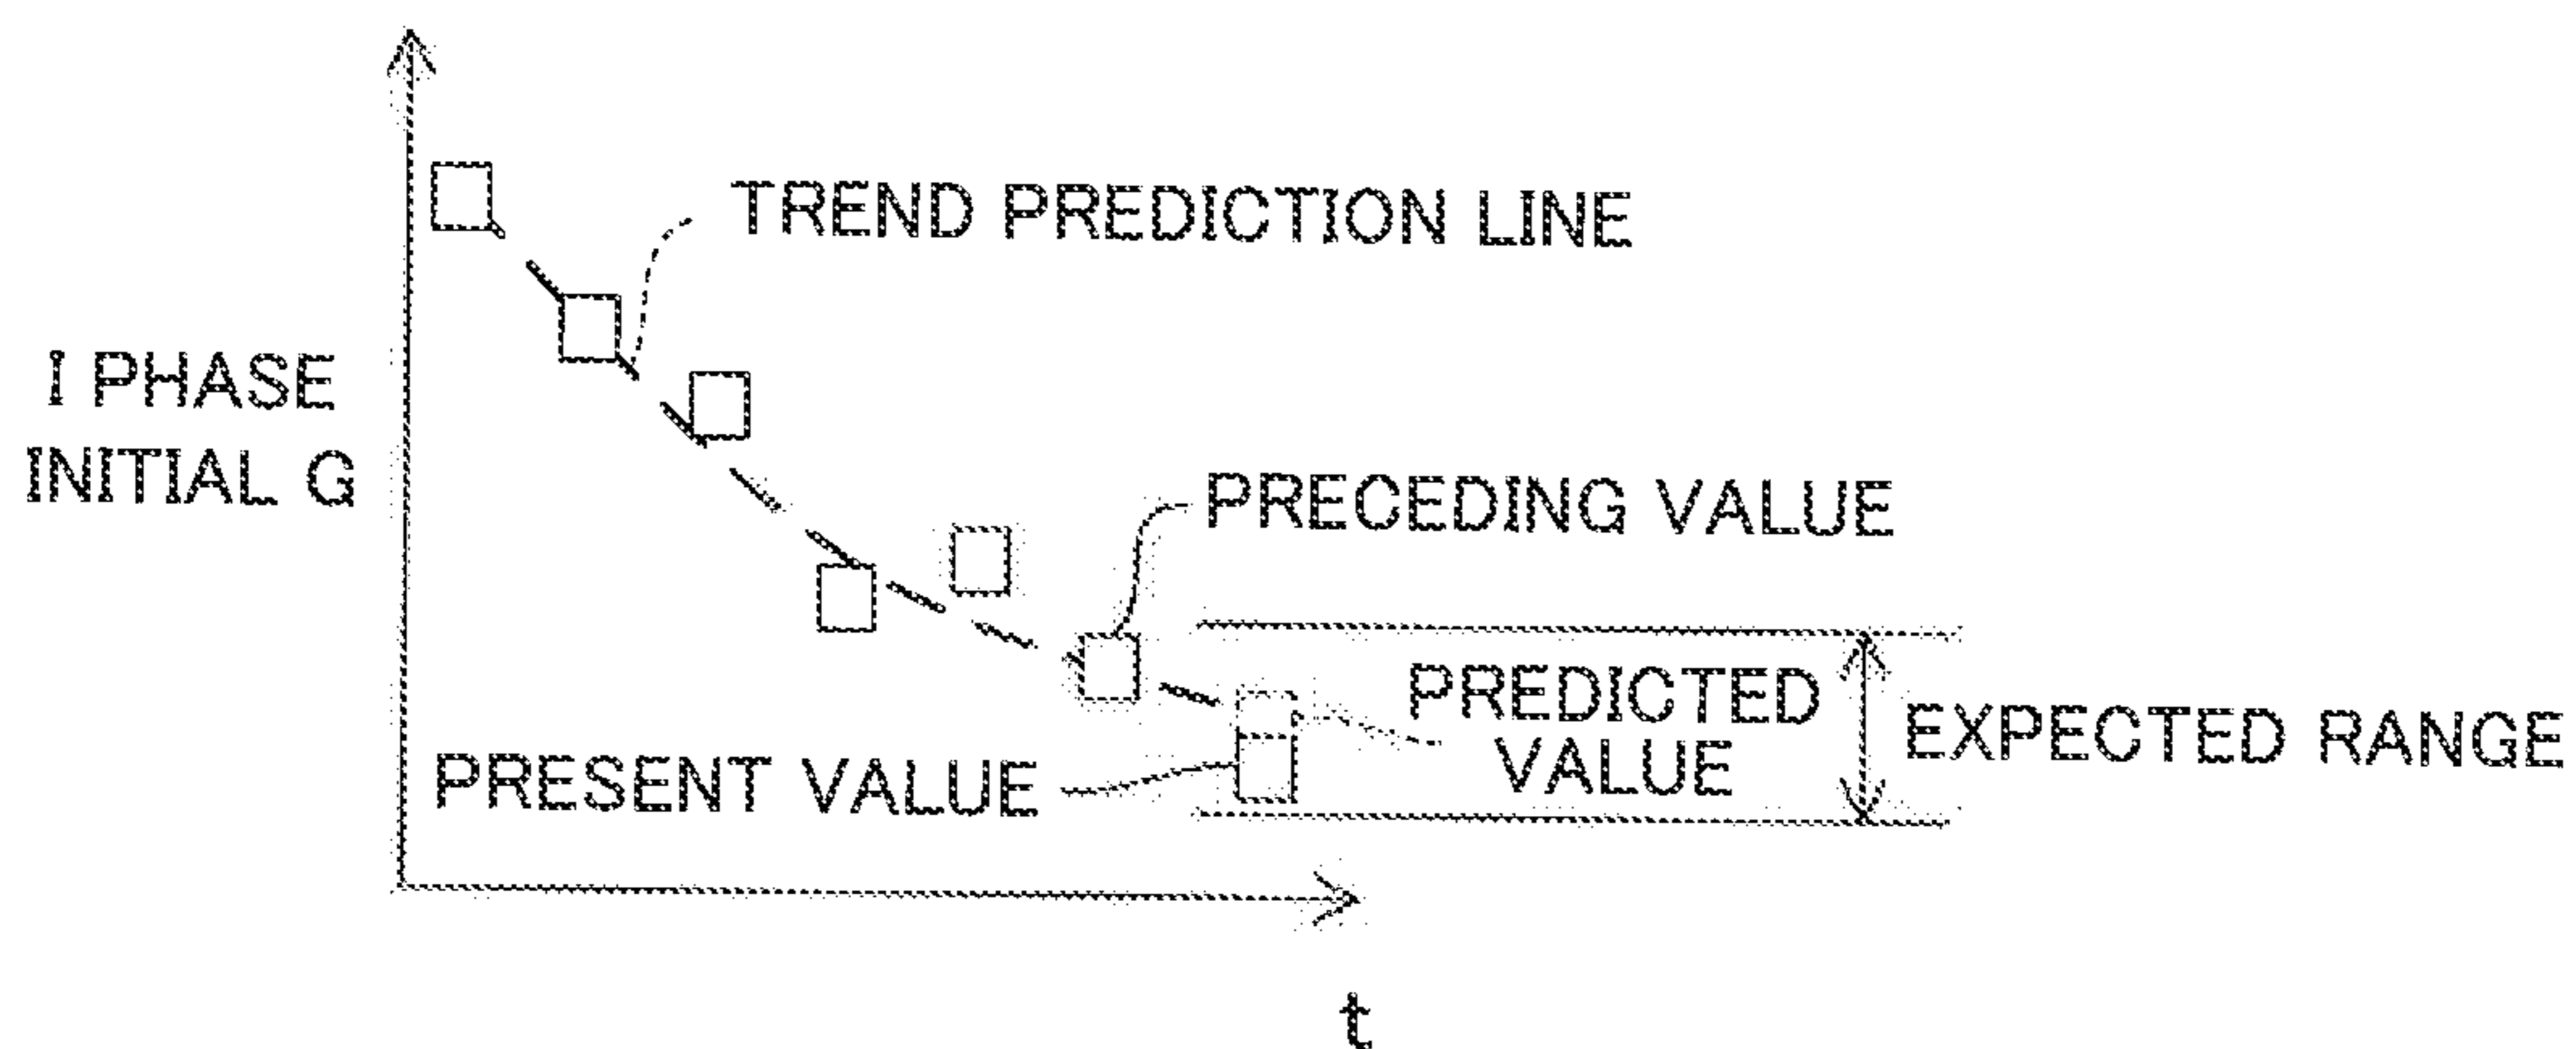 TREND PREDICTION LINE
I PHASE
INITIAL G
PRECEDING VALUE
PREDICTED
VALUE
EXPECTED RANGE
PRESENT VALUE
t